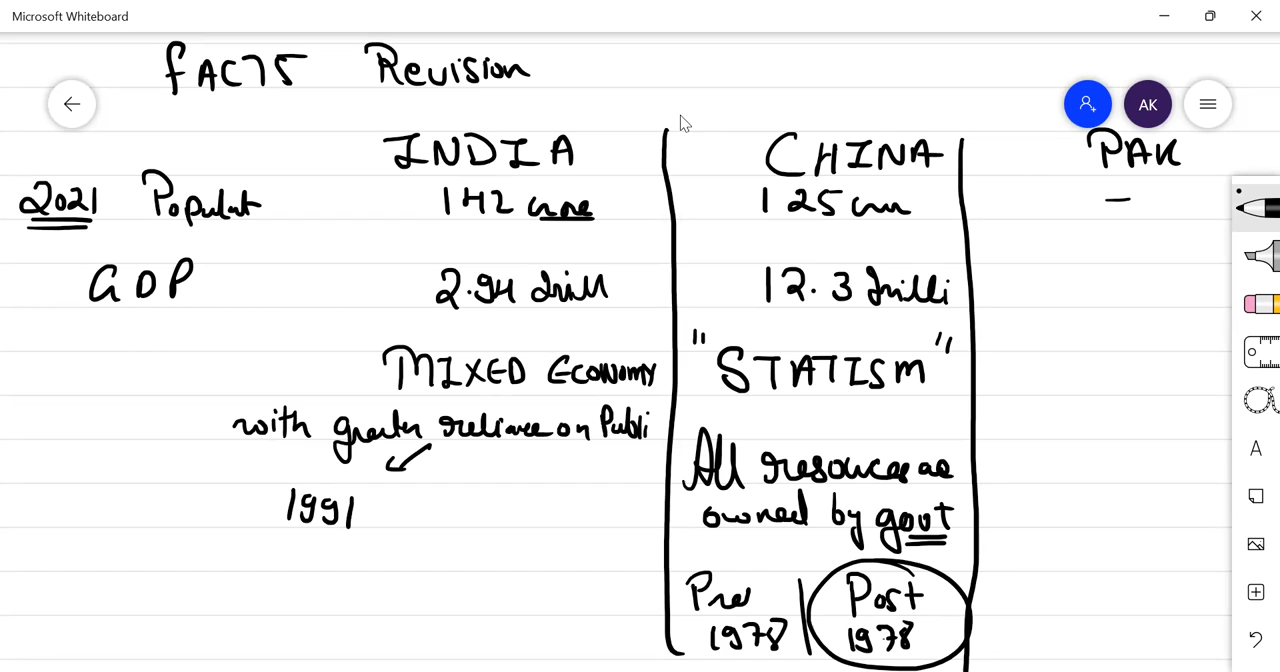 Microsoft Whiteboard
FACTS Revision
AK
INDIA CHINA PAK
2021 Populat 142 crore 125 crr —
GDP 2.94 trill 12.3 trilli
MIXED ECONOMY "STATISM"
with greater reliance on Publi
All resources are
1991 owned by govt
Pre Post
1978 1978